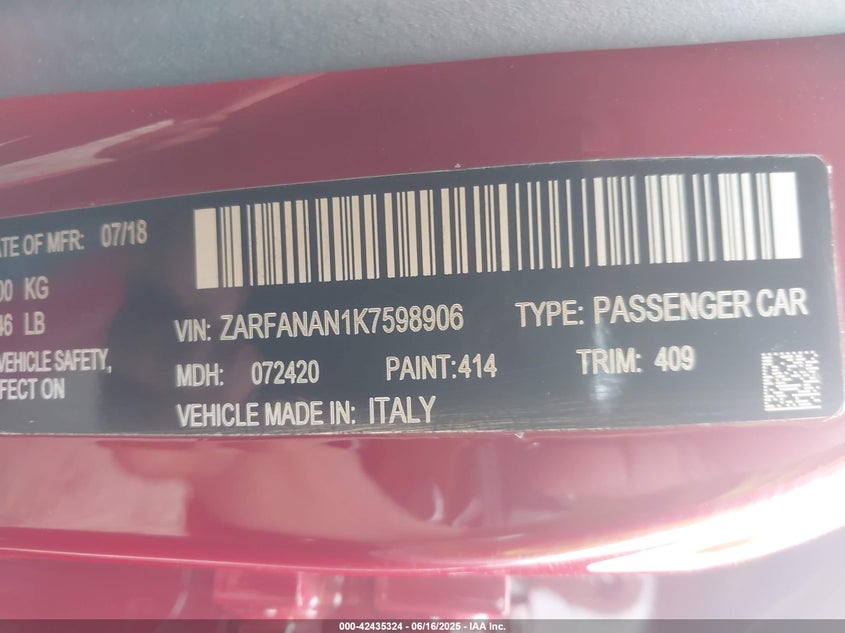 ATE OF MFR: 07/18
00 KG
46 LB
VEHICLE SAFETY,
FECT ON
VIN: ZARFANAN1K7598906 TYPE: PASSENGER CAR
MDH: 072420 PAINT:414 TRIM: 409
VEHICLE MADE IN: ITALY
000-42435324 - 06/16/2025 - IAA Inc.